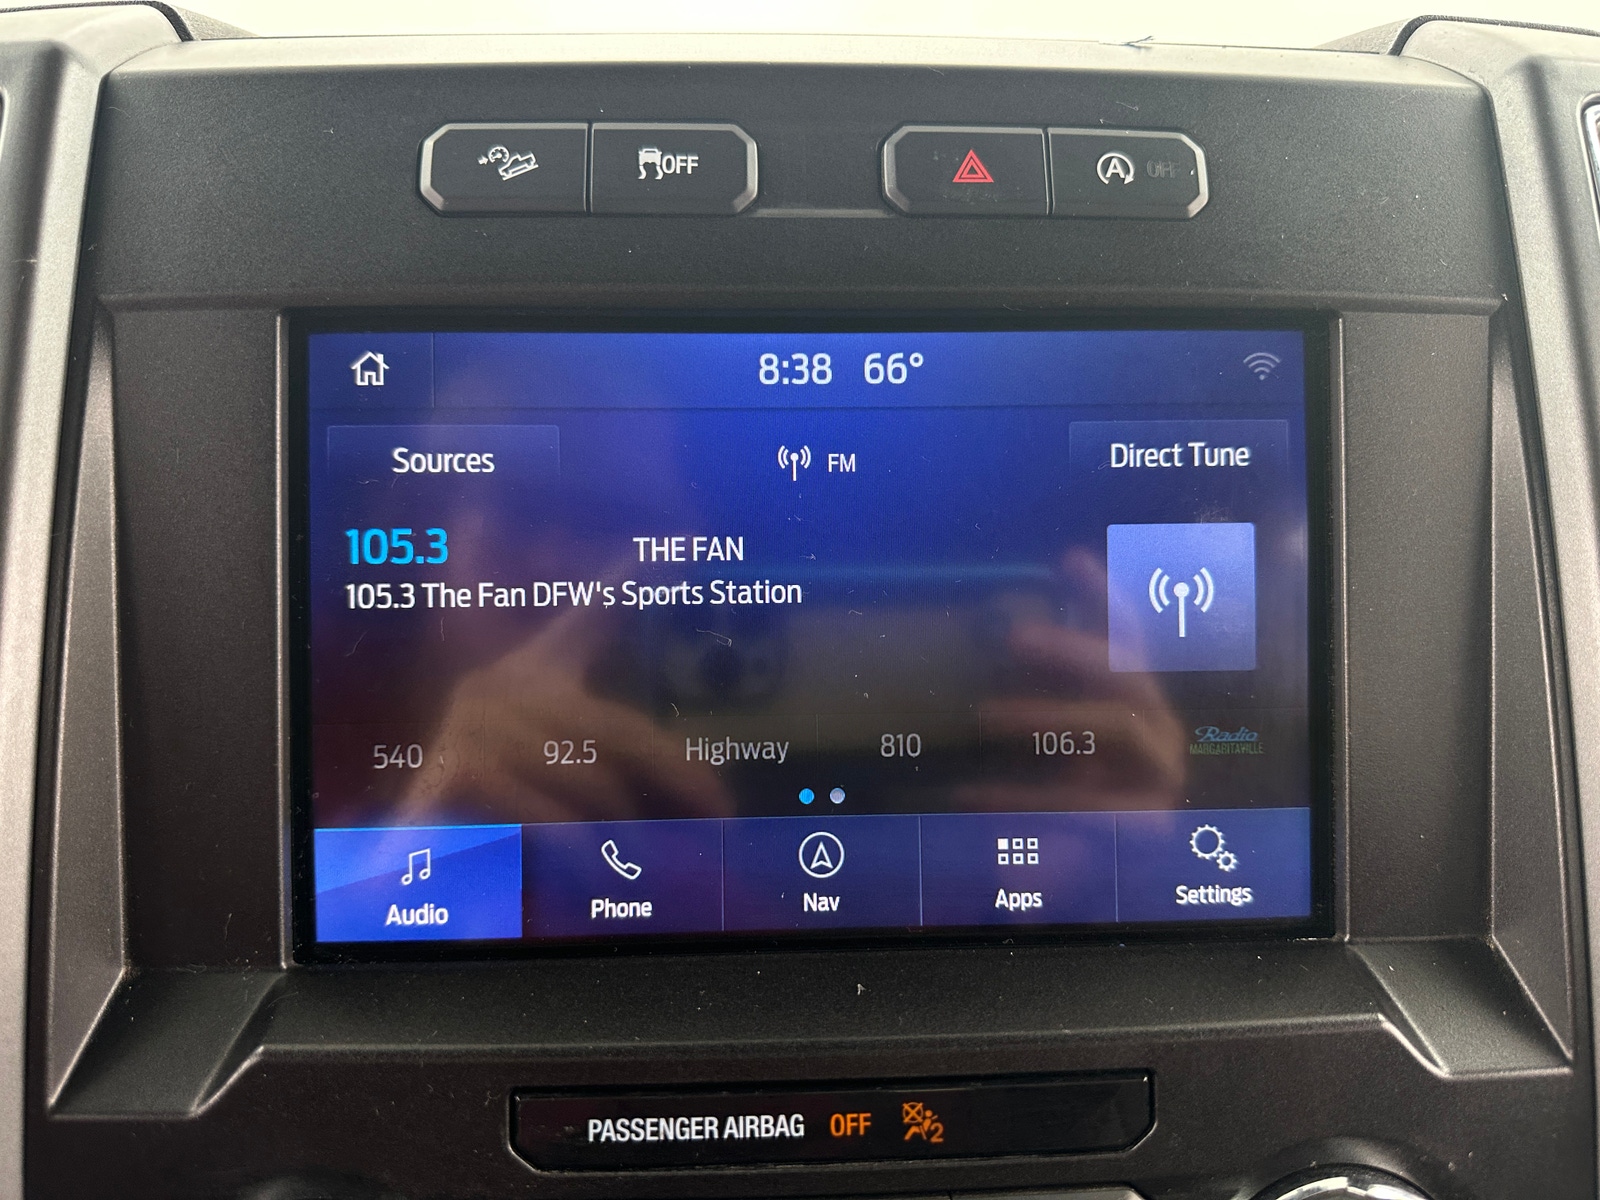 OFF
A OFF
8:38 66°
Sources
FM
Direct Tune
105.3 THE FAN
105.3 The Fan DFW's Sports Station
540 92.5 Highway 810 106.3 Radio
MARGARITAVILLE
Audio Phone Nav Apps Settings
PASSENGER AIRBAG OFF 2